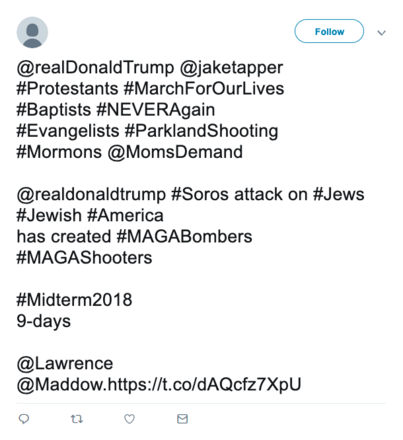 Follow
@realDonaldTrump @jaketapper
#Protestants #MarchForOurLives
#Baptists #NEVERAgain
#Evangelists #ParklandShooting
#Mormons @MomsDemand
@realdonaldtrump #Soros attack on #Jews
#Jewish #America
has created #MAGABombers
#MAGAShooters
#Midterm2018
9-days
@Lawrence
@Maddow.https://t.co/dAQcfz7XpU